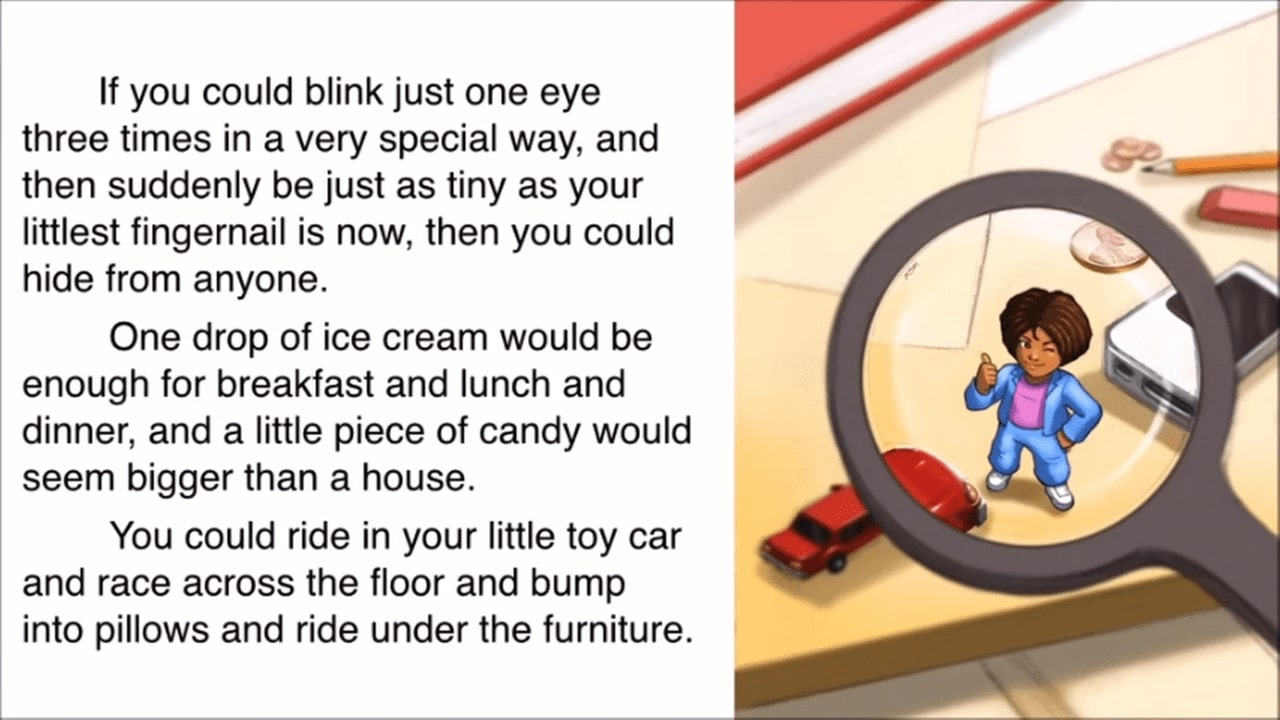 If you could blink just one eye
three times in a very special way, and
then suddenly be just as tiny as your
littlest fingernail is now, then you could
hide from anyone.
One drop of ice cream would be
enough for breakfast and lunch and
dinner, and a little piece of candy would
seem bigger than a house.
You could ride in your little toy car
and race across the floor and bump
into pillows and ride under the furniture.